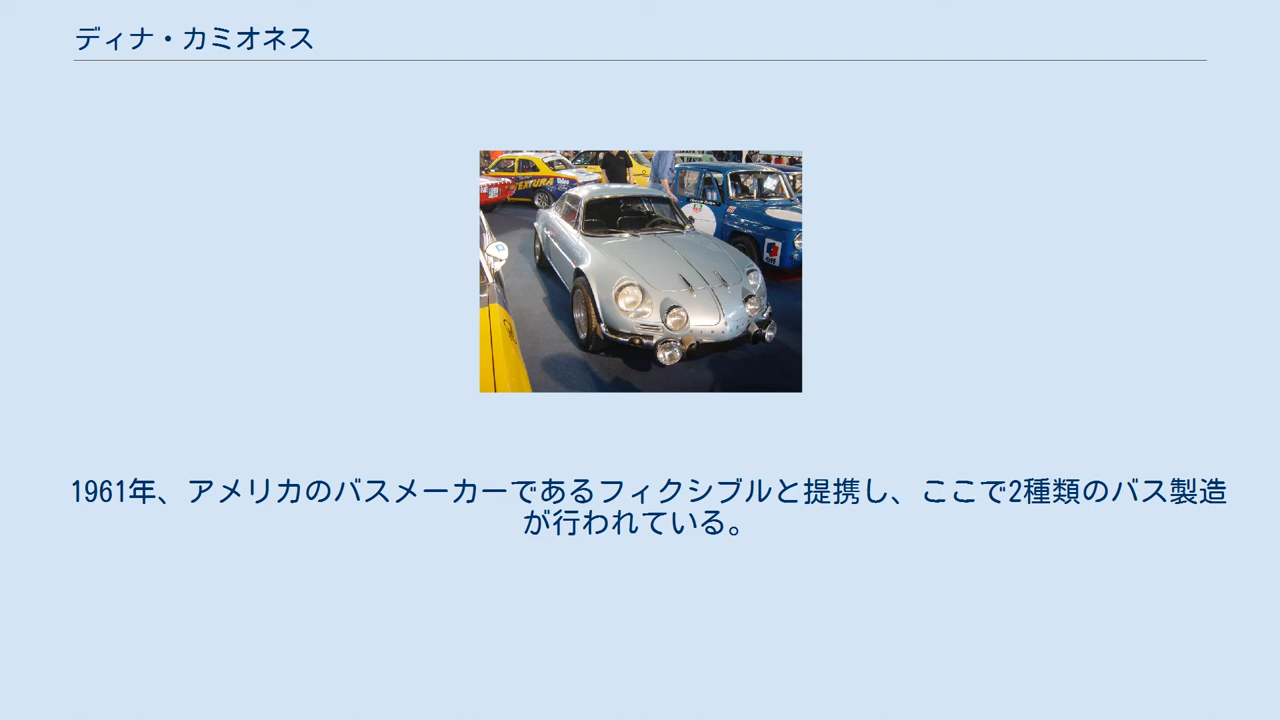 ディナ・カミオネス
TEXTURA
elf
1961年、アメリカのバスメーカーであるフィクシブルと提携し、ここで2種類のバス製造
が行われている。